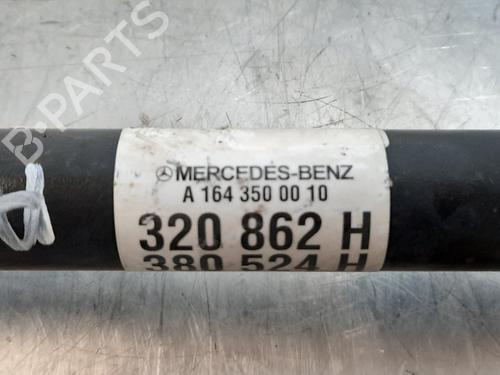 B-PARTS
MERCEDES-BENZ
A 164 350 00 10
320 862 H
380 524 H